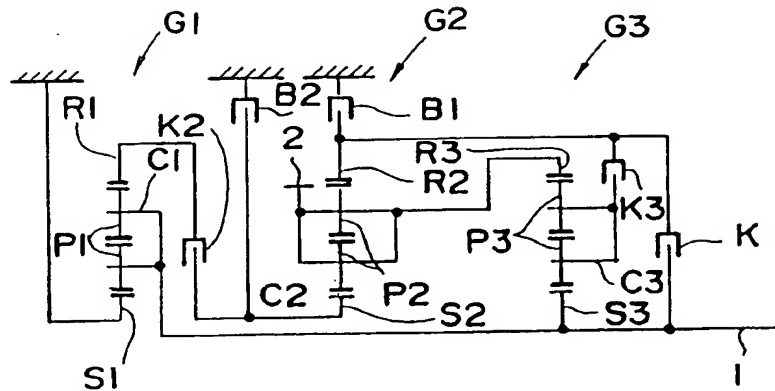 G1 G2 G3
R1 K2 B2 B1
C1 2 R3
R2 K3
P1 P3 K
C2 P2 C3
S1 S2 S3 1